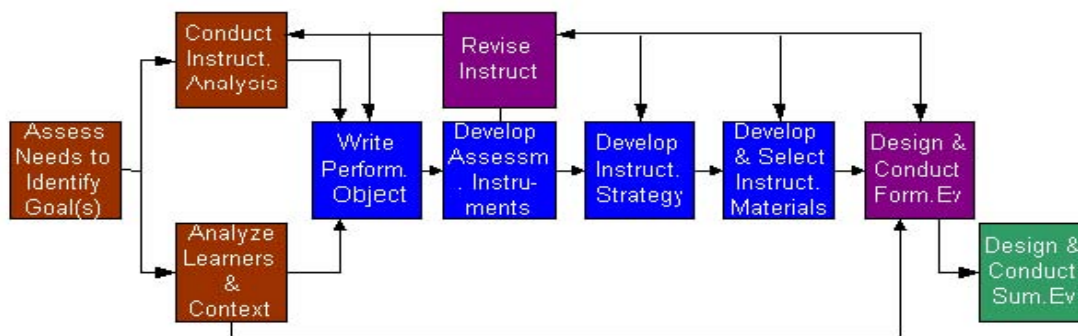 Conduct
Instruct.
Analysis
Revise
Instruct
Assess
Needs to
Identify
Goal(s)
Write
Perform.
Object
Develop
Assessm
. Instru-
ments
Develop
Instruct.
Strategy
Develop
& Select
Instruct.
Materials
Design &
Conduct
Form.Ev
Analyze
Learners
&
Context
Design &
Conduct
Sum.Ev